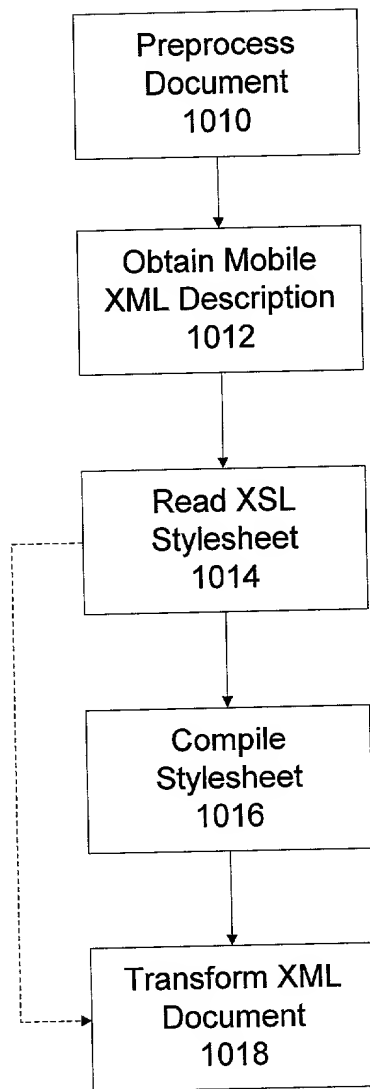 Preprocess
Document
1010
Obtain Mobile
XML Description
1012
Read XSL
Stylesheet
1014
Compile
Stylesheet
1016
Transform XML
Document
1018